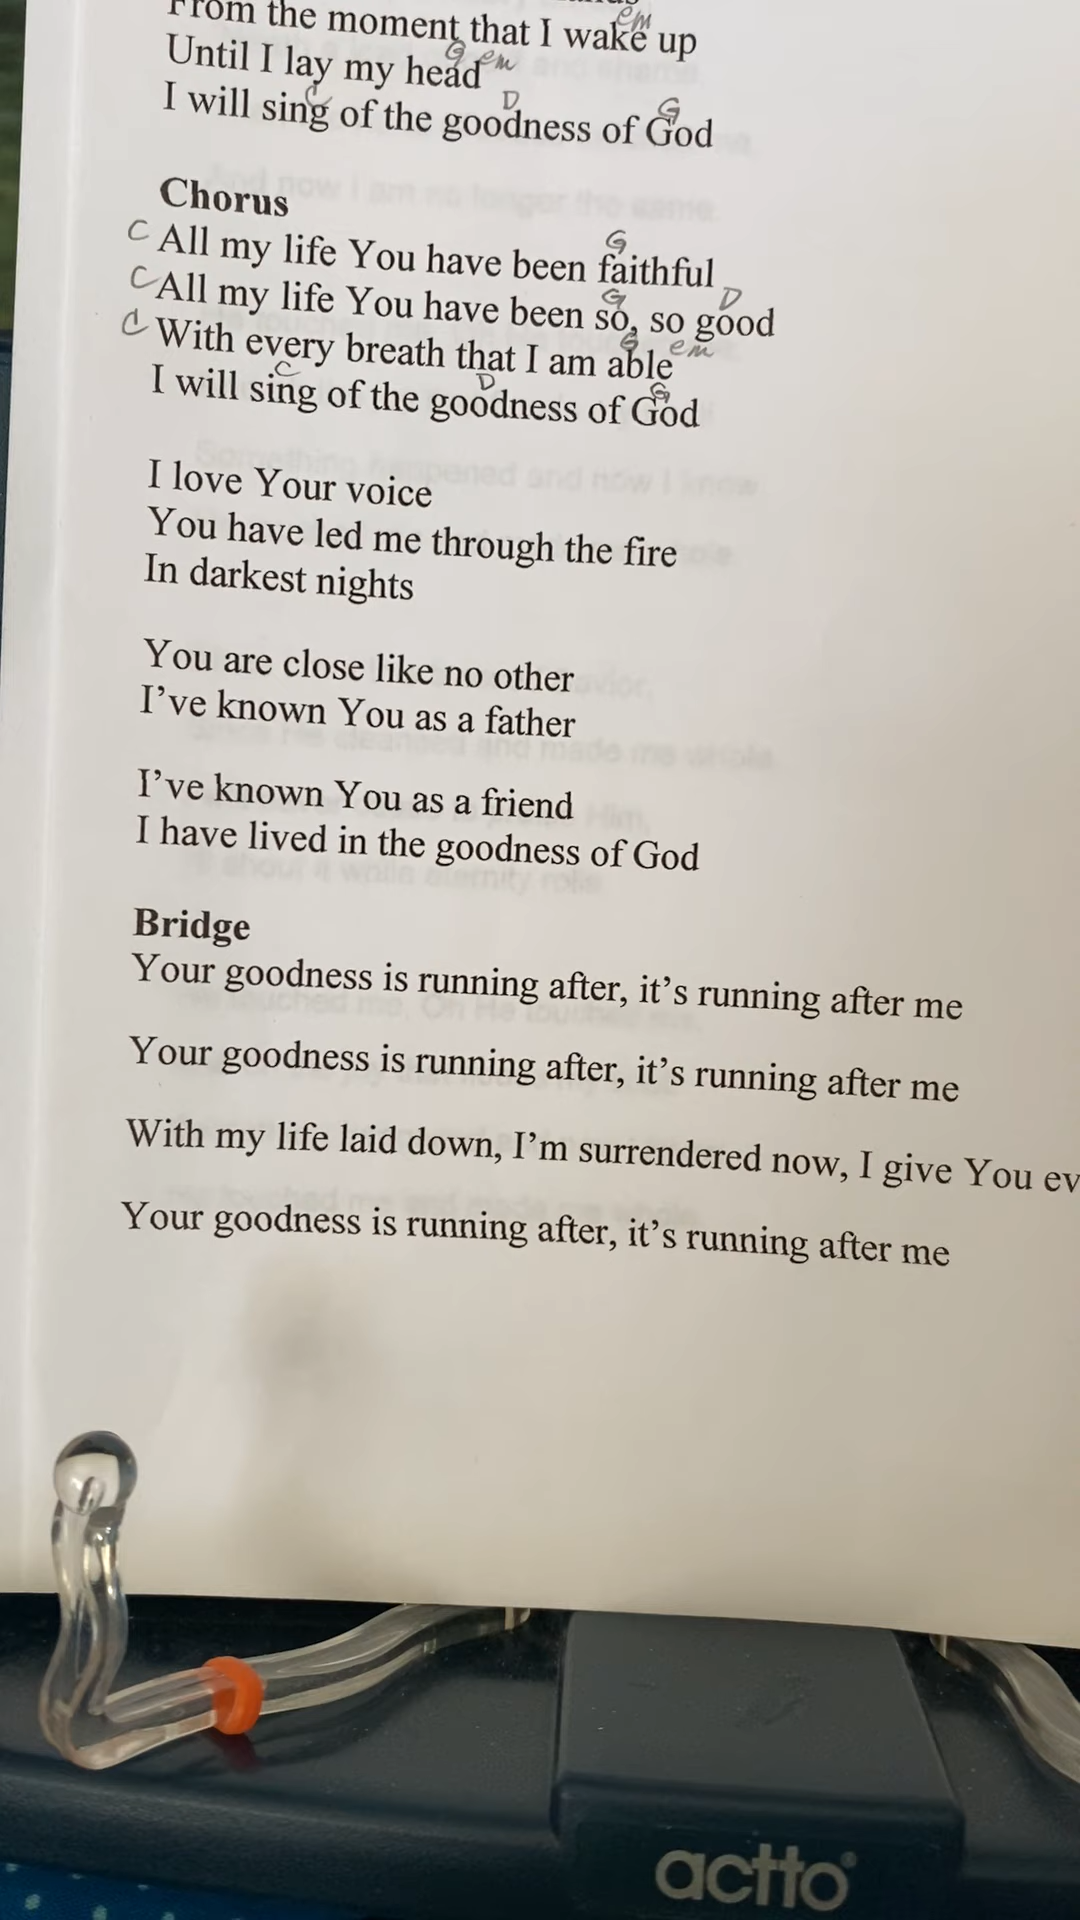 From the moment that I wake up
em
Until I lay my head
G em
I will sing of the goodness of God
C D G
Chorus
C All my life You have been faithful
G
C All my life You have been so, so good
G D
C With every breath that I am able
G em
I will sing of the goodness of God
C D G
I love Your voice
You have led me through the fire
In darkest nights
You are close like no other
I've known You as a father
I've known You as a friend
I have lived in the goodness of God
Bridge
Your goodness is running after, it's running after me
Your goodness is running after, it's running after me
With my life laid down, I'm surrendered now, I give You ev
Your goodness is running after, it's running after me
actto